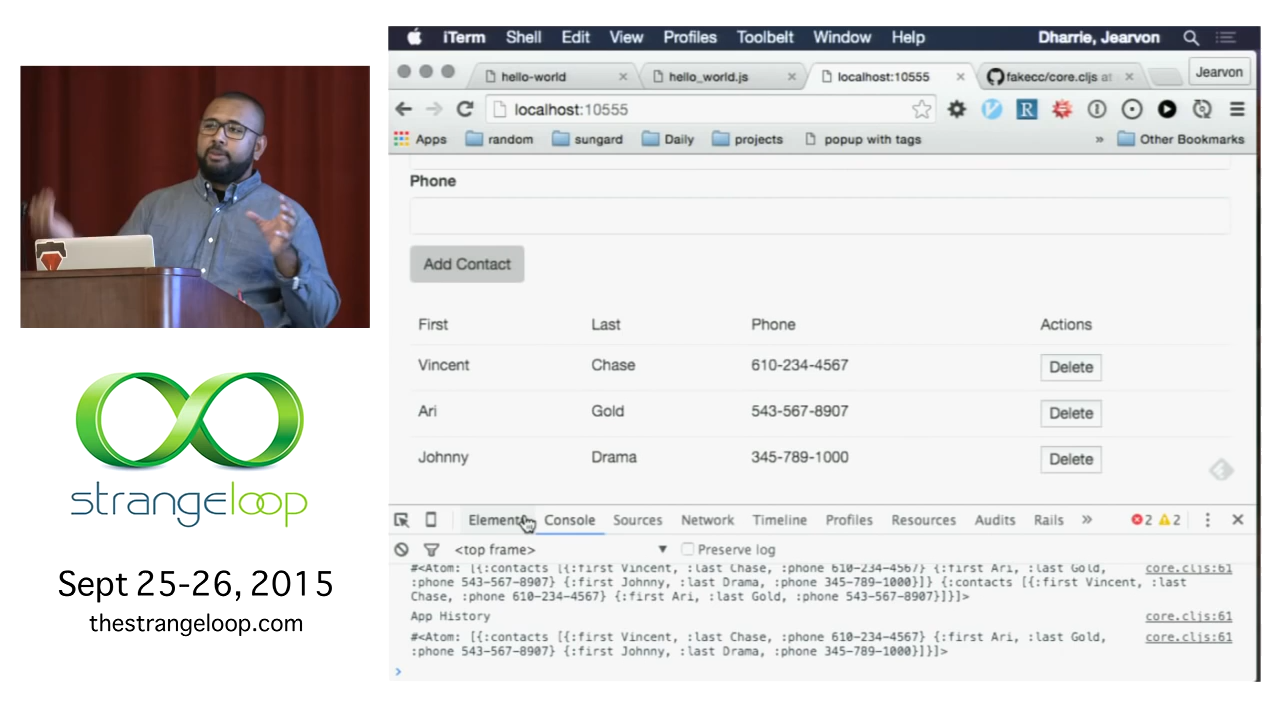 iTerm Shell Edit View Profiles Toolbelt Window Help Dharrie, Jearvon
hello-world × hello_world.js × localhost:10555 × fakecc/core.cljs at × Jearvon
localhost:10555
Apps random sungard Daily projects popup with tags » Other Bookmarks
Phone
Add Contact
First Last Phone Actions
Vincent Chase 610-234-4567 Delete
Ari Gold 543-567-8907 Delete
Johnny Drama 345-789-1000 Delete
Elements Console Sources Network Timeline Profiles Resources Audits Rails » 2 2
<top frame> Preserve log
#<Atom: [{:contacts [{:first Vincent, :last Chase, :phone 610-234-4567} {:first Ari, :last Gold, core.cljs:61
:phone 543-567-8907} {:first Johnny, :last Drama, :phone 345-789-1000}]} {:contacts [{:first Vincent, :last
Chase, :phone 610-234-4567} {:first Ari, :last Gold, :phone 543-567-8907}]}]>
App History core.cljs:61
#<Atom: [{:contacts [{:first Vincent, :last Chase, :phone 610-234-4567} {:first Ari, :last Gold, core.cljs:61
:phone 543-567-8907} {:first Johnny, :last Drama, :phone 345-789-1000}]}]>
strangeloop
Sept 25-26, 2015
thestrangeloop.com